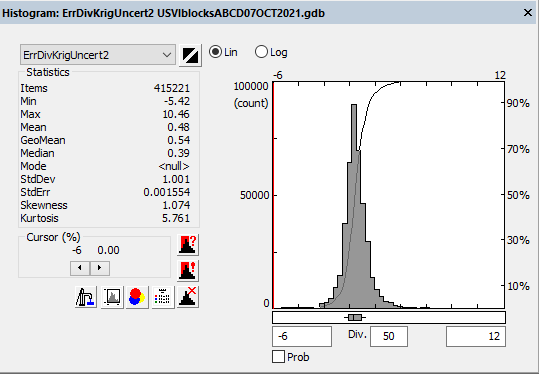 Histogram: ErrDivKrigUncert2 USVIblocksABCD07OCT2021.gdb
ErrDivKrigUncert2
Lin
Log
Statistics
Items 415221
Min -5.42
Max 10.46
Mean 0.48
GeoMean 0.54
Median 0.39
Mode <null>
StdDev 1.001
StdErr 0.001554
Skewness 1.074
Kurtosis 5.761
Cursor (%)
-6 0.00
-6 12
100000
(count)
50000
0
90%
70%
50%
30%
10%
-6 Div. 50 12
Prob